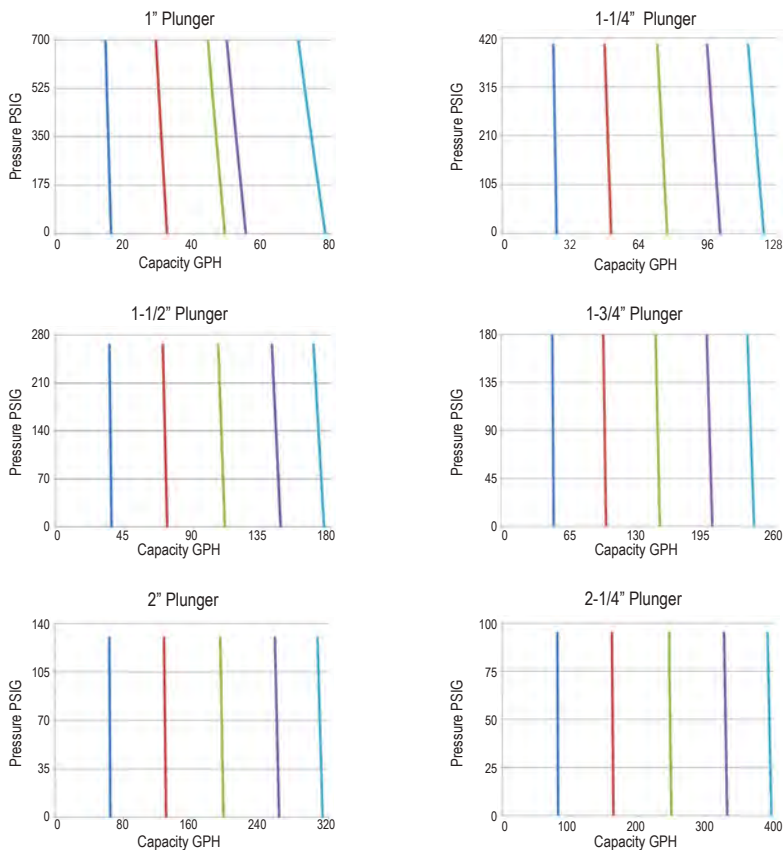 1” Plunger
700
525
350
175
0
Pressure PSIG
0 20 40 60 80
Capacity GPH
1-1/4” Plunger
420
315
210
105
0
Pressure PSIG
0 32 64 96 128
Capacity GPH
1-1/2” Plunger
280
210
140
70
0
Pressure PSIG
0 45 90 135 180
Capacity GPH
1-3/4” Plunger
180
135
90
45
0
Pressure PSIG
0 65 130 195 260
Capacity GPH
2” Plunger
140
105
70
35
0
Pressure PSIG
0 80 160 240 320
Capacity GPH
2-1/4” Plunger
100
75
50
25
0
Pressure PSIG
0 100 200 300 400
Capacity GPH